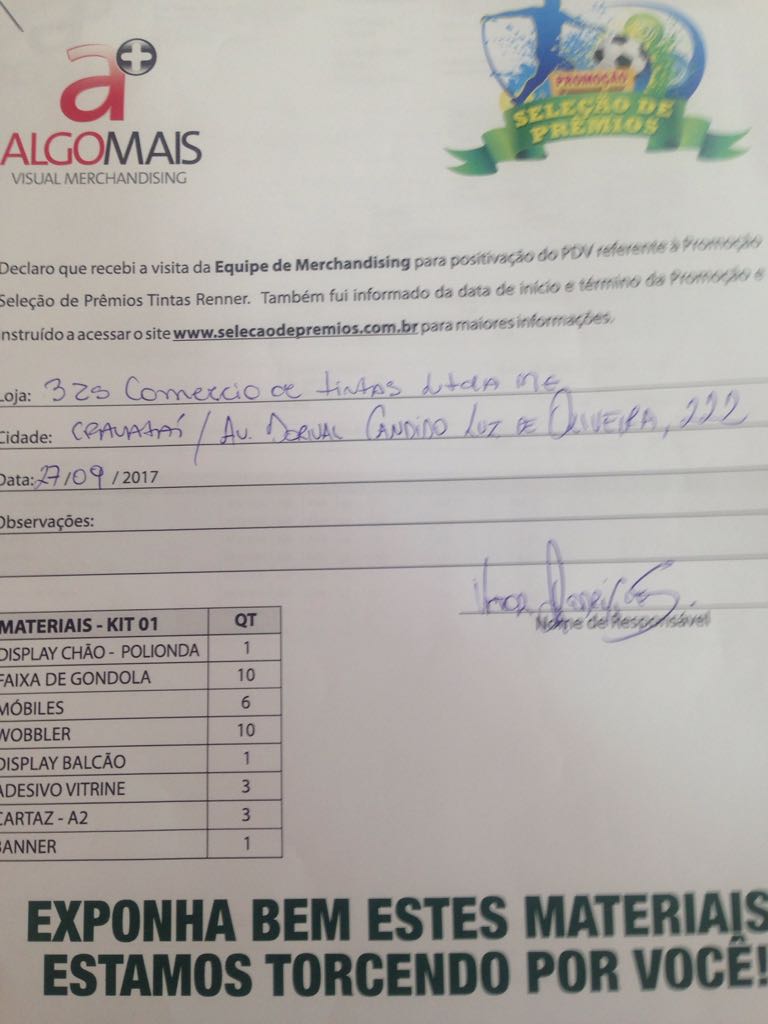 a+
ALGOMAIS
VISUAL MERCHANDISING
PROMOÇÃO
SELEÇÃO DE
PRÊMIOS
Declaro que recebi a visita da Equipe de Merchandising para positivação do PDV referente à Promoção
Seleção de Prêmios Tintas Renner. Também fui informado da data de início e término da Promoção e
instruído a acessar o site www.selecaodepremios.com.br para maiores informações.
Loja: 325 Comercio de tintas Ltda ME
Cidade: GRAVATAÍ / AV. DORIVAL CANDIDO LUZ DE OLIVEIRA, 222
Data: 27/09 / 2017
Observações:
Nome de Responsável
MATERIAIS - KIT 01 QT
DISPLAY CHÃO - POLIONDA 1
FAIXA DE GONDOLA 10
MÓBILES 6
WOBBLER 10
DISPLAY BALCÃO 1
ADESIVO VITRINE 3
CARTAZ - A2 3
BANNER 1
EXPONHA BEM ESTES MATERIAIS
ESTAMOS TORCENDO POR VOCÊ!